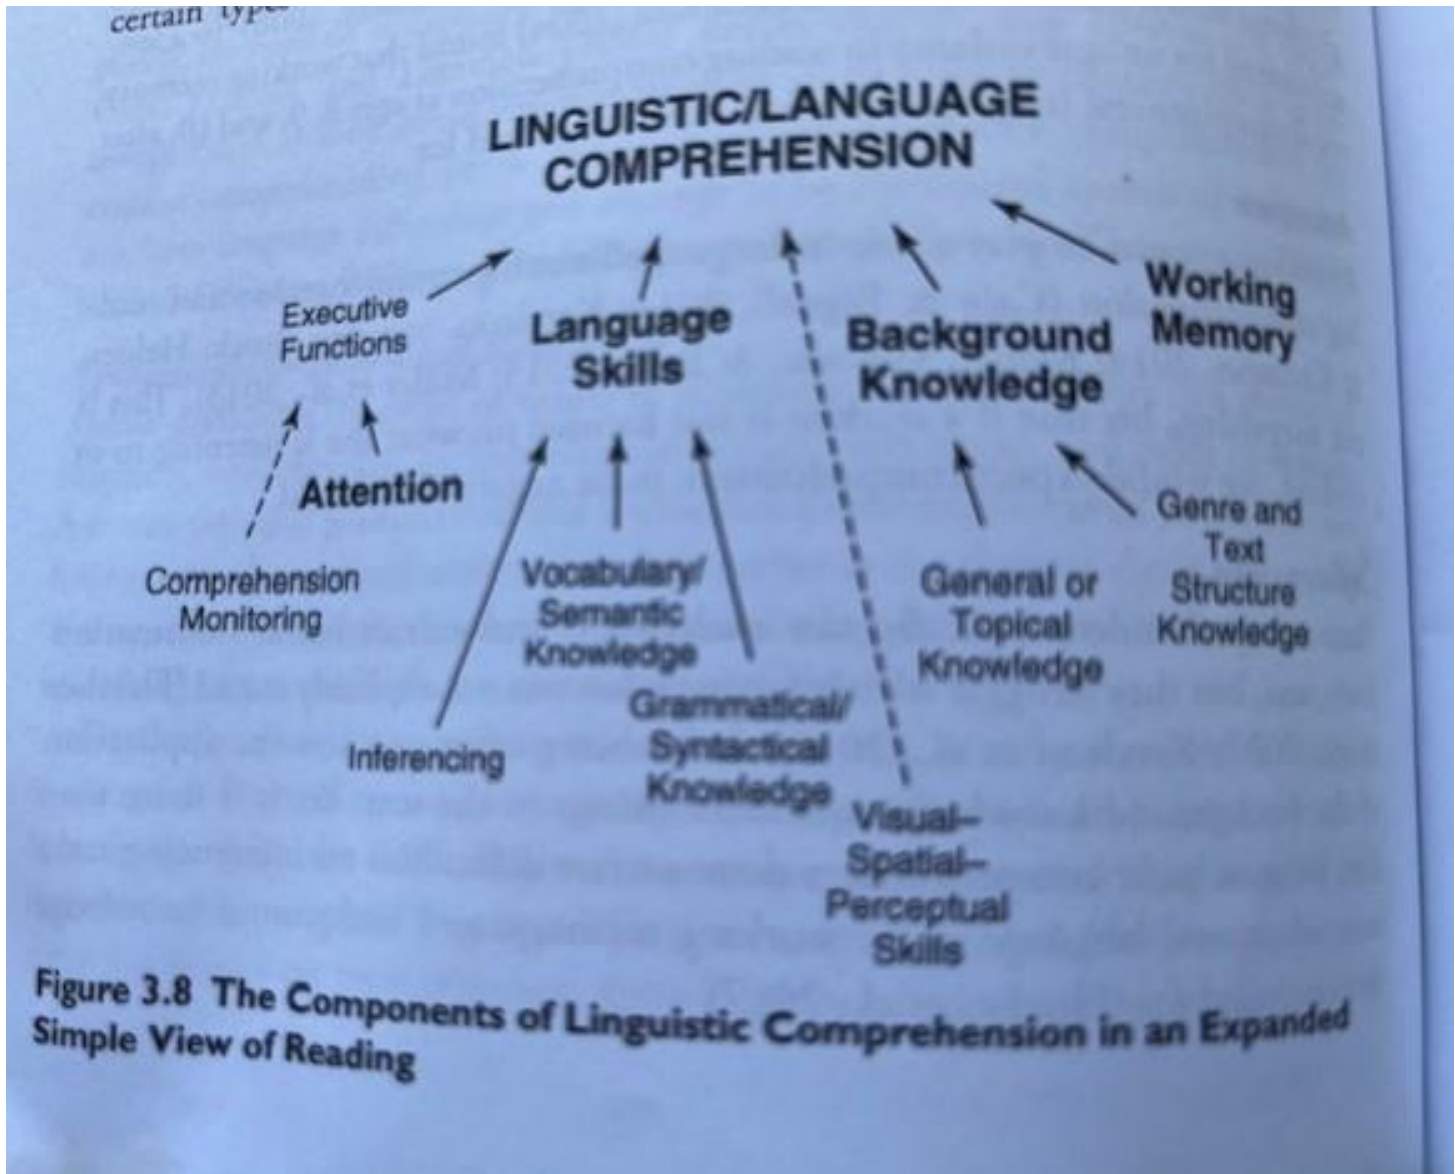 certain
LINGUISTIC/LANGUAGE
COMPREHENSION
Executive
Functions
Language
Skills
Background
Knowledge
Working
Memory
Attention
Comprehension
Monitoring
Inferencing
Vocabulary/
Semantic
Knowledge
Grammatical/
Syntactical
Knowledge
Visual–
Spatial–
Perceptual
Skills
General or
Topical
Knowledge
Genre and
Text
Structure
Knowledge
Figure 3.8 The Components of Linguistic Comprehension in an Expanded
Simple View of Reading